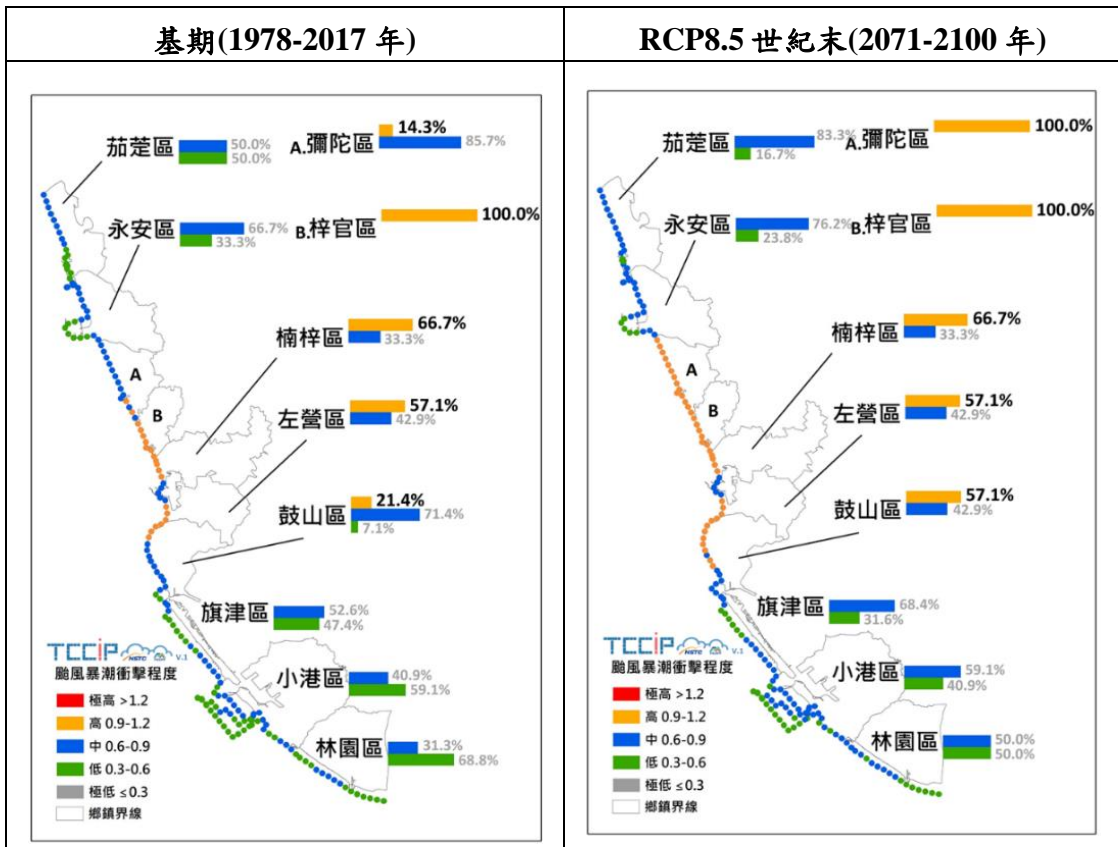 基期(1978-2017 年)
茄萣區
50.0%
50.0%
A.彌陀區
14.3%
85.7%
永安區
66.7%
33.3%
B.梓官區
100.0%
楠梓區
66.7%
33.3%
A
B
左營區
57.1%
42.9%
鼓山區
21.4%
71.4%
7.1%
旗津區
52.6%
47.4%
小港區
40.9%
59.1%
林園區
31.3%
68.8%
TCCiP NSTC V.1
颱風暴潮衝擊程度
極高 >1.2
高 0.9-1.2
中 0.6-0.9
低 0.3-0.6
極低 ≤0.3
鄉鎮界線
RCP8.5 世紀末(2071-2100 年)
茄萣區
83.3%
16.7%
A.彌陀區
100.0%
永安區
76.2%
23.8%
B.梓官區
100.0%
楠梓區
66.7%
33.3%
A
B
左營區
57.1%
42.9%
鼓山區
57.1%
42.9%
旗津區
68.4%
31.6%
小港區
59.1%
40.9%
林園區
50.0%
50.0%
TCCiP NSTC V.1
颱風暴潮衝擊程度
極高 >1.2
高 0.9-1.2
中 0.6-0.9
低 0.3-0.6
極低 ≤0.3
鄉鎮界線